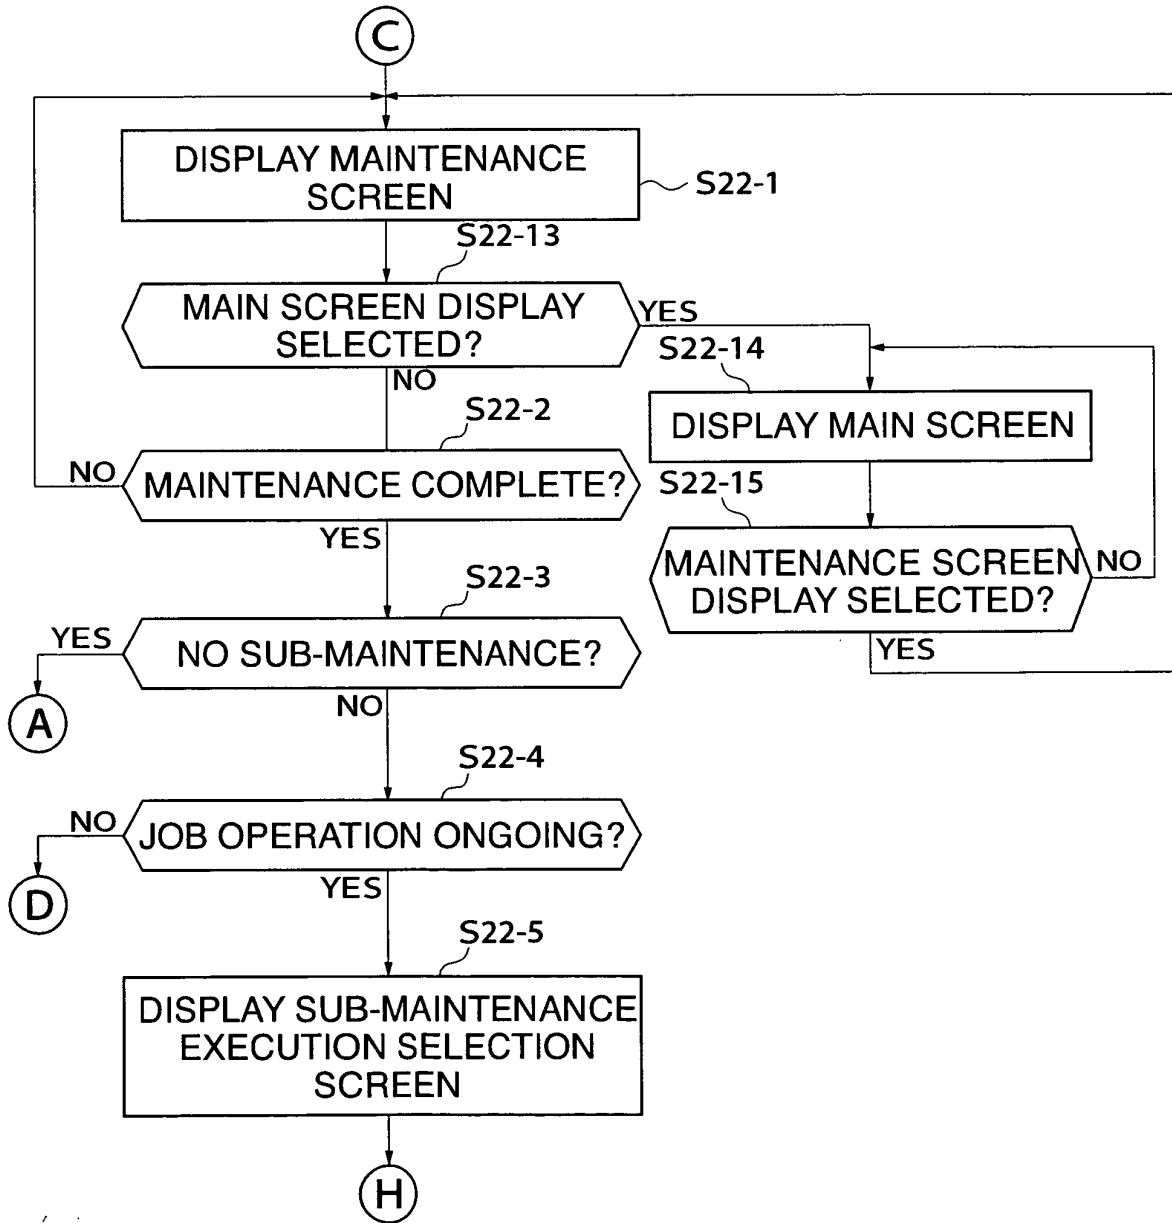 C
DISPLAY MAINTENANCE
SCREEN
S22-1
S22-13
MAIN SCREEN DISPLAY
SELECTED?
YES
NO
S22-14
DISPLAY MAIN SCREEN
S22-2
NO
MAINTENANCE COMPLETE?
YES
S22-15
MAINTENANCE SCREEN
DISPLAY SELECTED?
NO
YES
S22-3
YES
NO SUB-MAINTENANCE?
NO
A
S22-4
NO
JOB OPERATION ONGOING?
YES
D
S22-5
DISPLAY SUB-MAINTENANCE
EXECUTION SELECTION
SCREEN
H